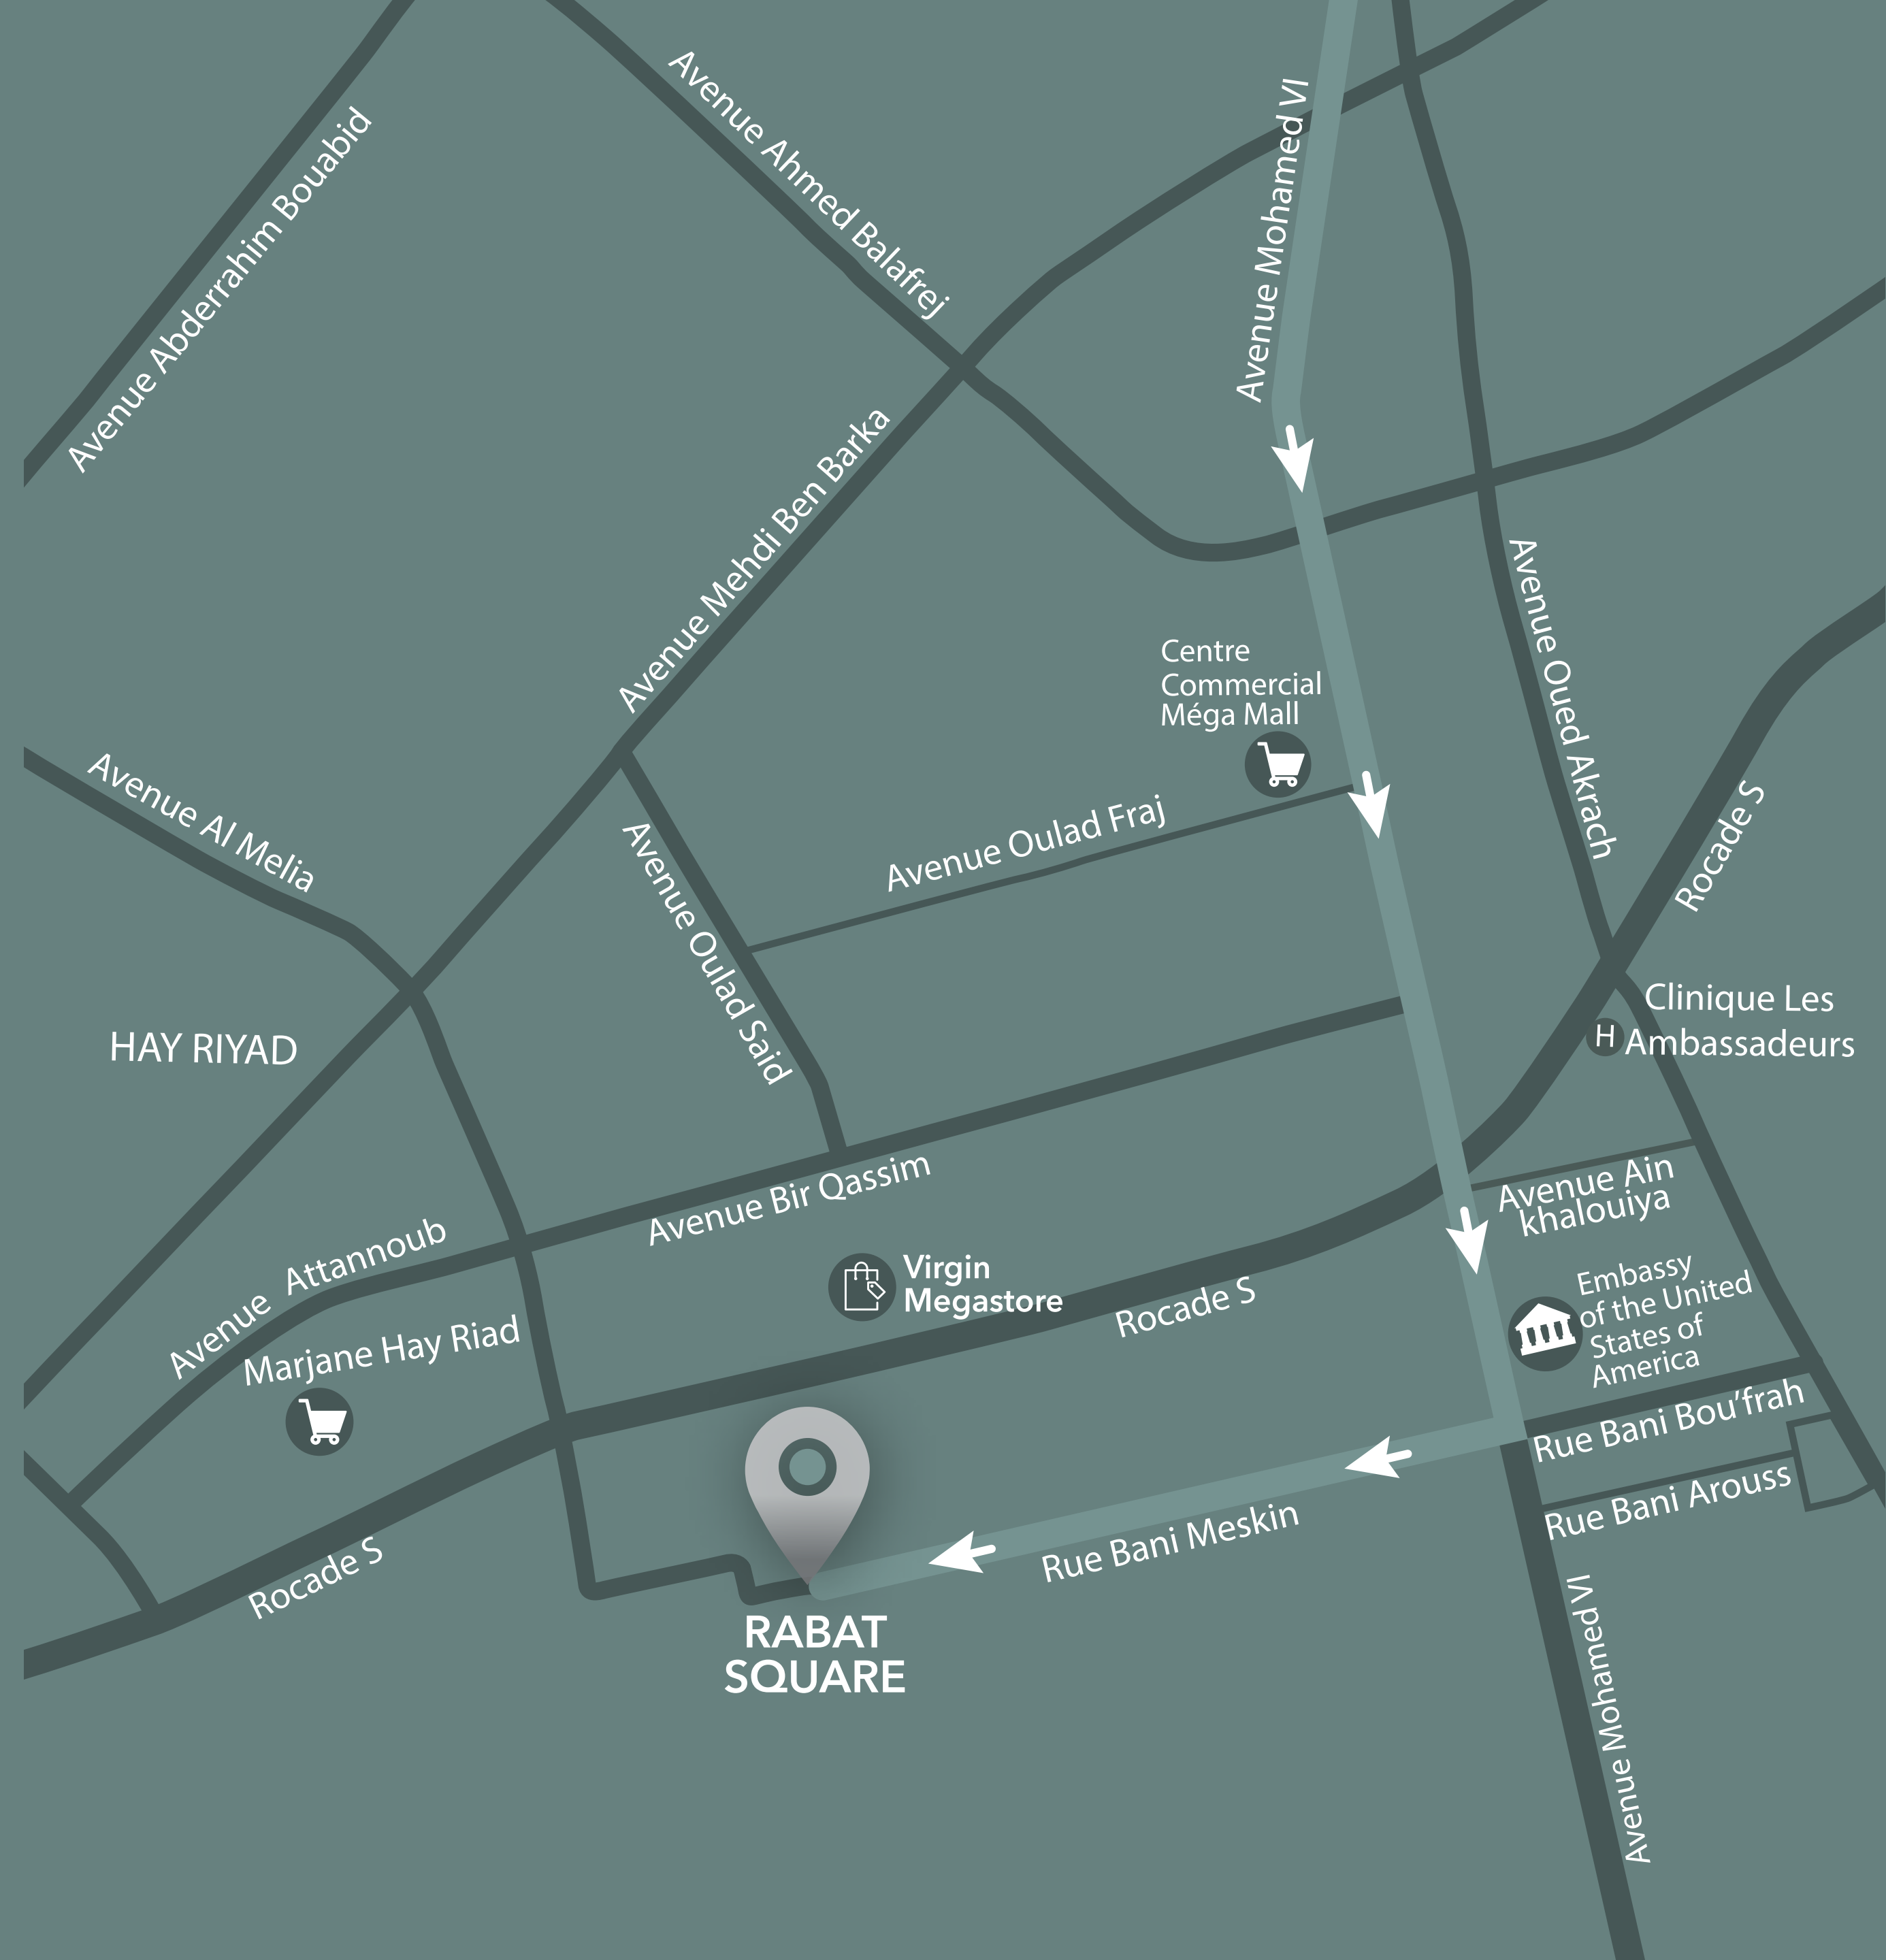 Avenue Ahmed Balafrej
Avenue Mohamed VI
Avenue Abderrahim Bouabid
Avenue Mehdi Ben Barka
Avenue Oued Akrach
Centre
Commercial
Méga Mall
Avenue Al Melia
Avenue Oulad Fraj
Rocade S
Avenue Oulad Said
Clinique Les
H Ambassadeurs
HAY RIYAD
Avenue Bir Qassim
Avenue Ain
khalouiya
Avenue Attannoub
Virgin
Megastore
Rocade S
Embassy
of the United
States of
America
Marjane Hay Riad
Rue Bani Bou'frah
Rue Bani Arouss
Rue Bani Meskin
Rocade S
RABAT
SQUARE
Avenue Mohamed VI